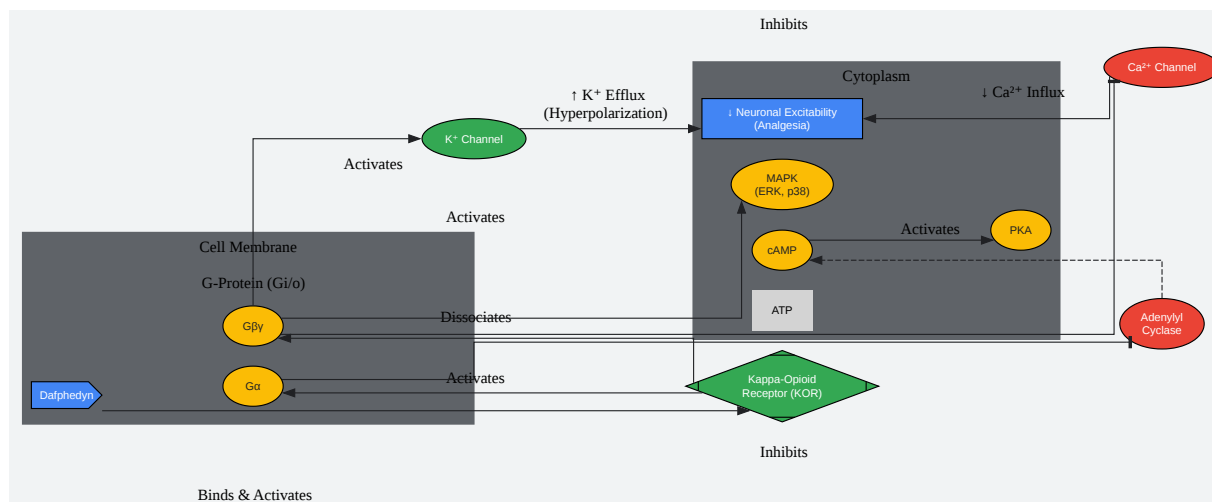 Inhibits
Ca²⁺ Channel
Cytoplasm
↓ Ca²⁺ Influx
↑ K⁺ Efflux
(Hyperpolarization)
↓ Neuronal Excitability
(Analgesia)
K⁺ Channel
Activates
MAPK
(ERK, p38)
Activates
Cell Membrane
cAMP
Activates
PKA
G-Protein (Gi/o)
ATP
Gβγ
Dissociates
Adenylyl
Cyclase
Gα
Activates
Kappa-Opioid
Receptor (KOR)
Dafphedyn
Inhibits
Binds & Activates